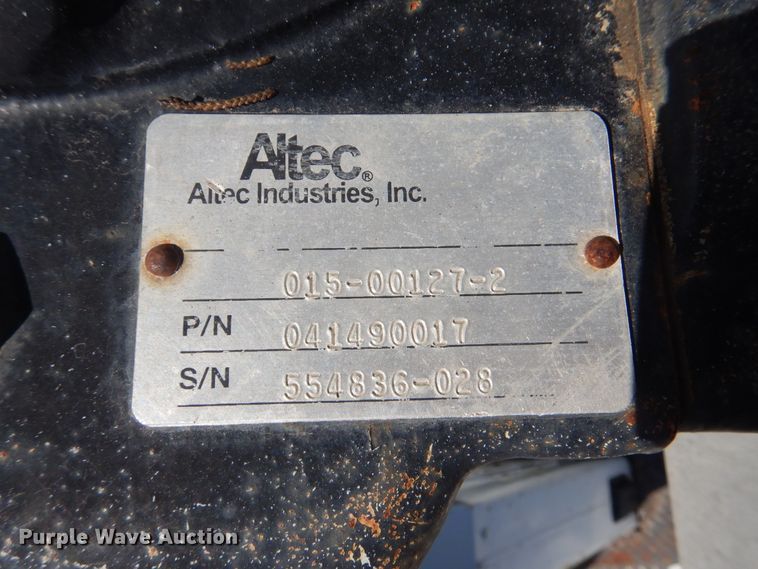 Altec®
Altec Industries, Inc.
015-00127-2
P/N 041490017
S/N 554836-028
Purple Wave Auction